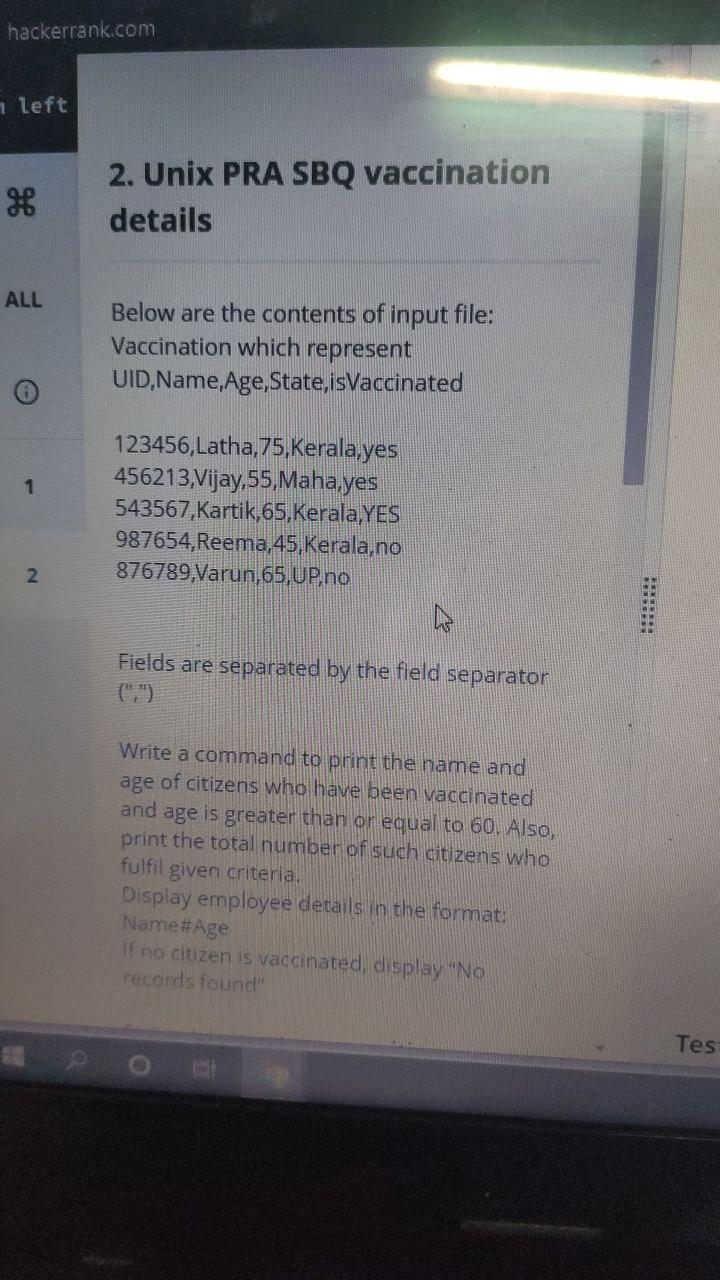 hackerrank.com
left
2. Unix PRA SBQ vaccination
details
ALL
Below are the contents of input file:
Vaccination which represent
UID,Name,Age,State,isVaccinated
1
123456,Latha,75,Kerala,yes
456213,Vijay,55,Maha,yes
543567,Kartik,65,Kerala,YES
987654,Reema,45,Kerala,no
2
876789,Varun,65,UP,no
Fields are separated by the field separator
(",")
Write a command to print the name and
age of citizens who have been vaccinated
and age is greater than or equal to 60. Also,
print the total number of such citizens who
fulfil given criteria.
Display employee details in the format:
Name#Age
If no citizen is vaccinated, display "No
records found"
Tes